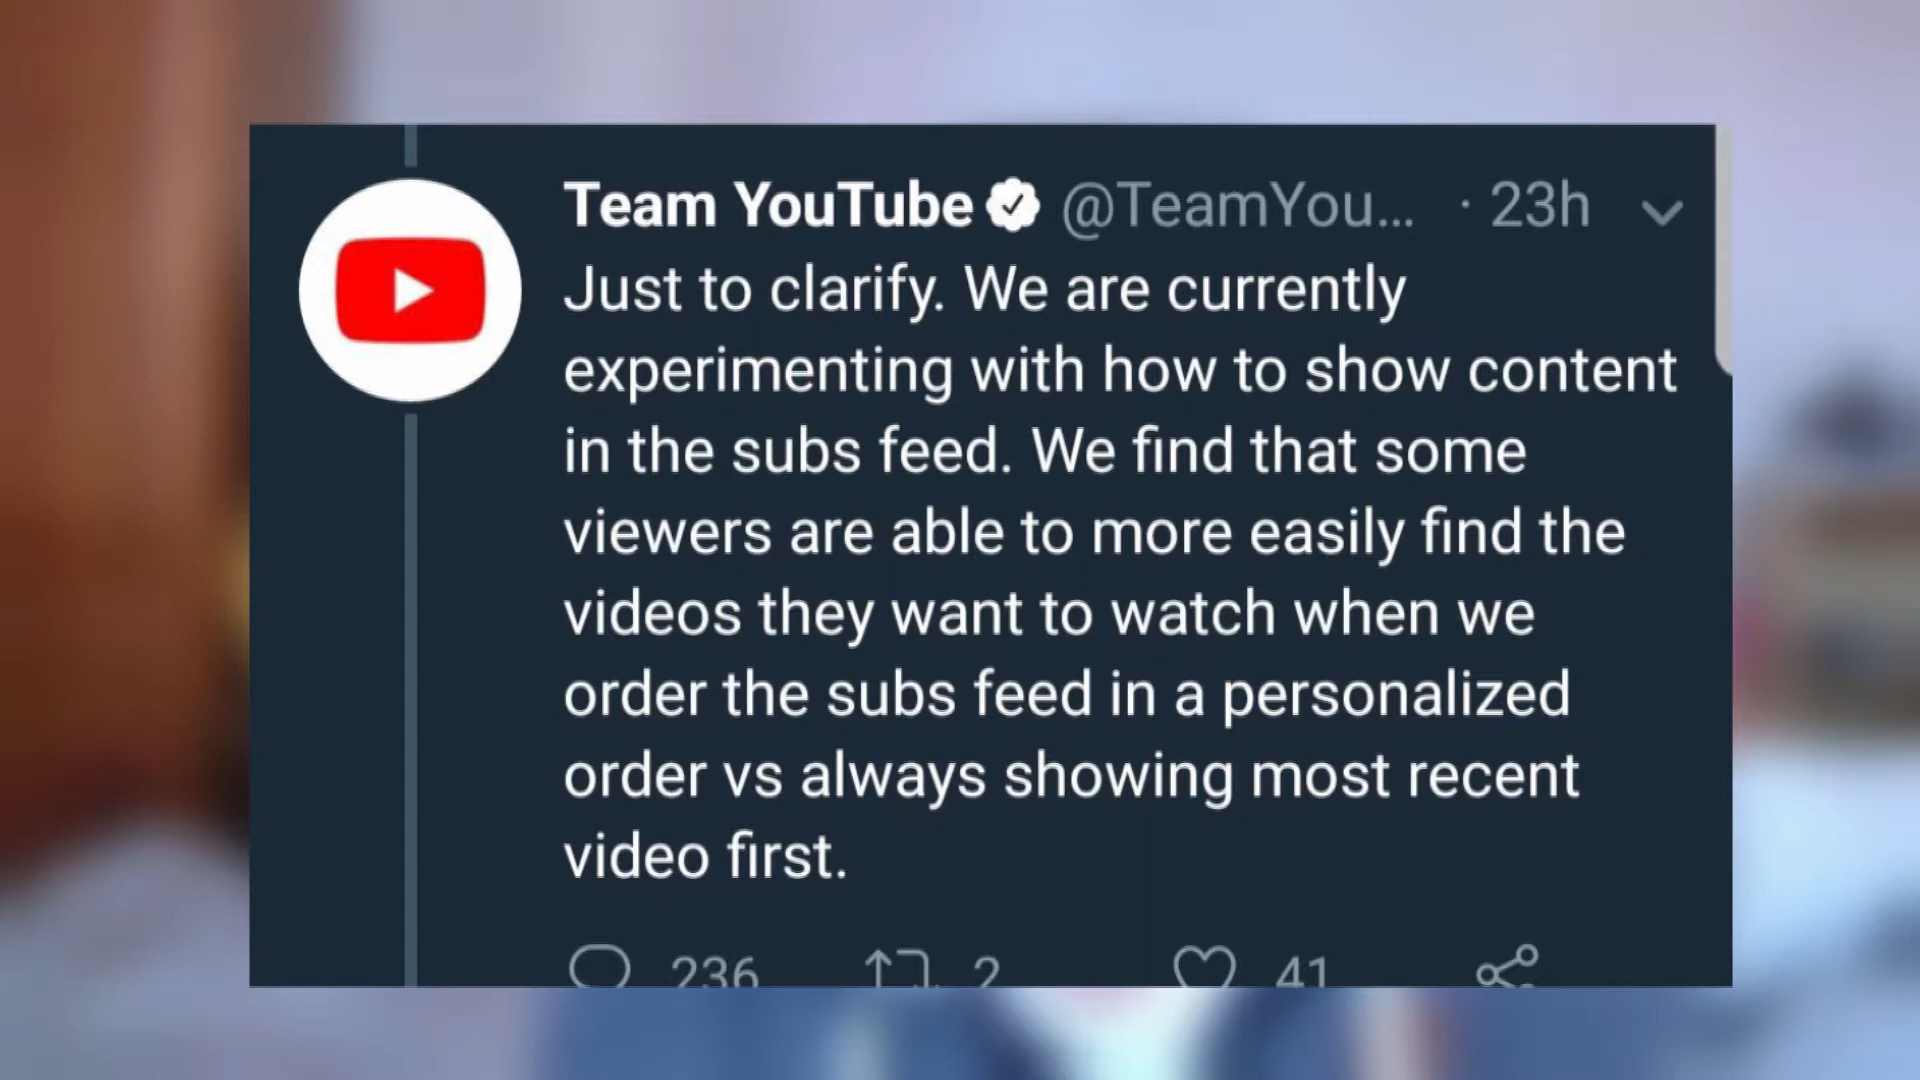 Team YouTube @TeamYou... · 23h
Just to clarify. We are currently
experimenting with how to show content
in the subs feed. We find that some
viewers are able to more easily find the
videos they want to watch when we
order the subs feed in a personalized
order vs always showing most recent
video first.
236 2 41